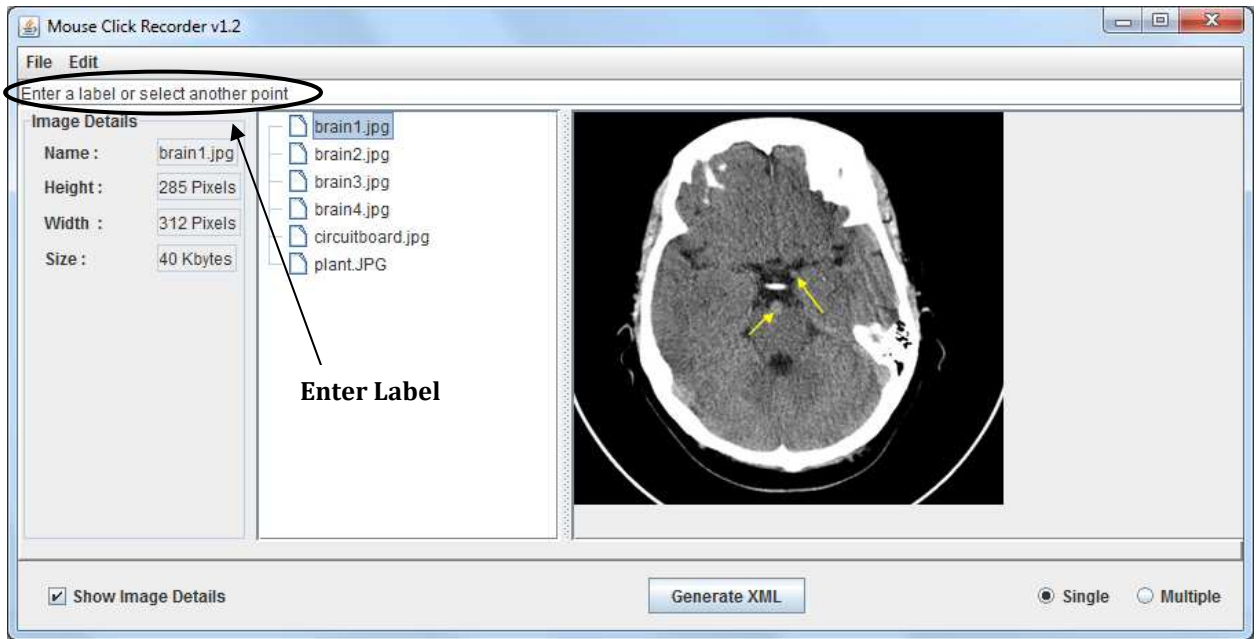 Mouse Click Recorder v1.2
File Edit
Enter a label or select another point
Image Details
Name : brain1.jpg
Height : 285 Pixels
Width : 312 Pixels
Size : 40 Kbytes
brain1.jpg
brain2.jpg
brain3.jpg
brain4.jpg
circuitboard.jpg
plant.JPG
Enter Label
Show Image Details
Generate XML
Single Multiple